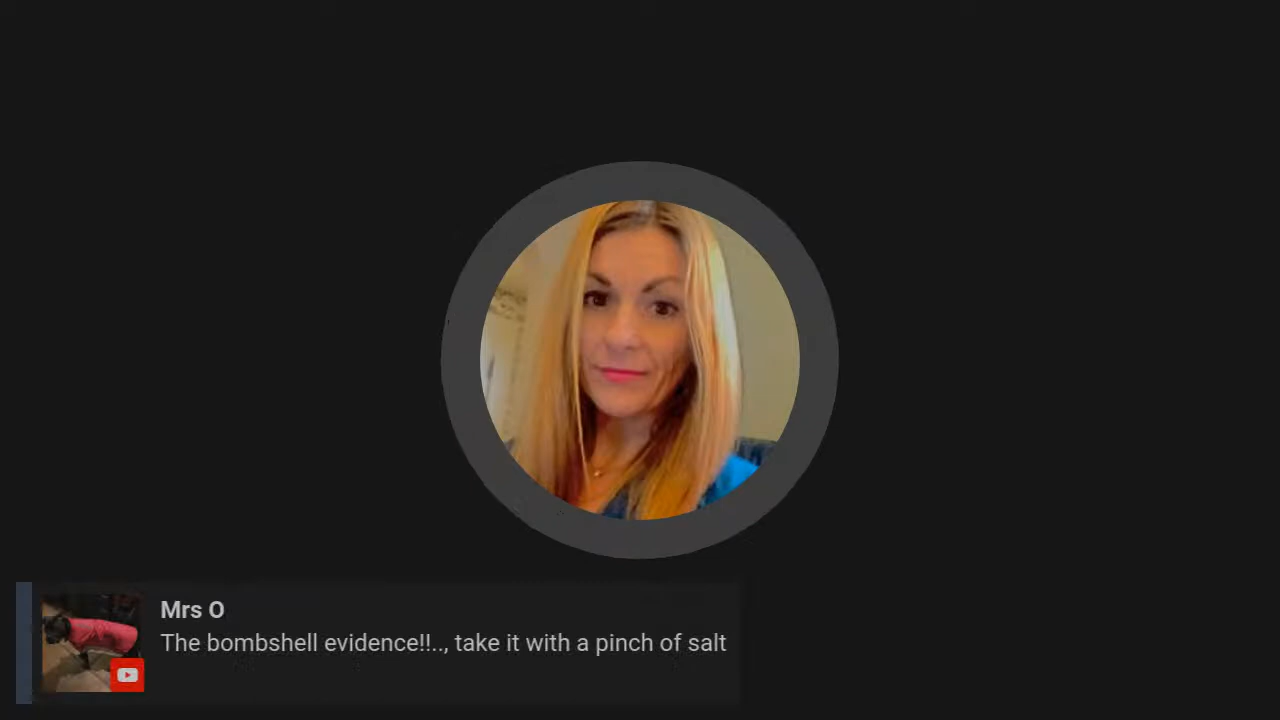 Mrs O
The bombshell evidence!!.., take it with a pinch of salt